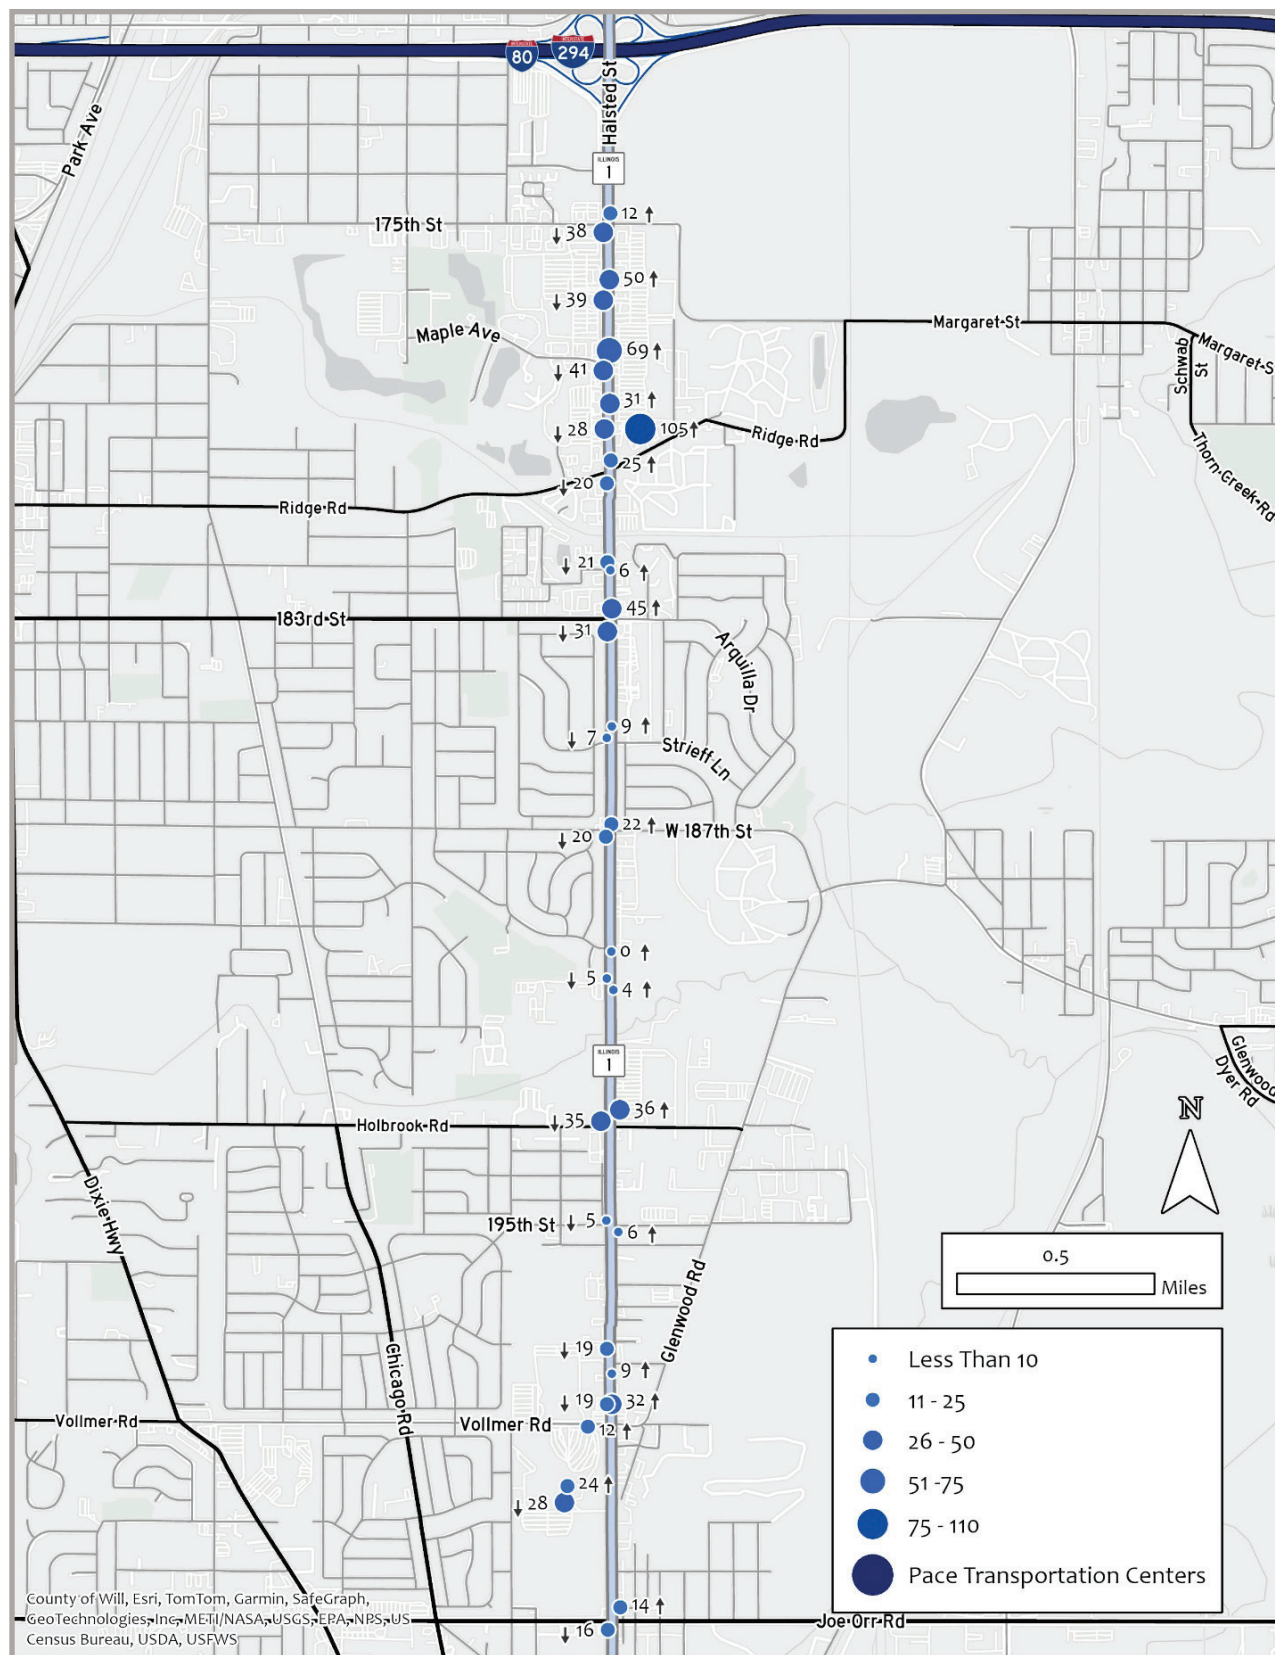 INTERSTATE
80
INTERSTATE
294
Halsted St
Park Ave
ILLINOIS
1
12 ↑
175th St
↓ 38
50 ↑
↓ 39
Margaret St
Maple Ave
69 ↑
Margaret S
Schwab
St
↓ 41
31 ↑
↓ 28
105 ↑
Ridge Rd
25 ↑
Thorn Creek Rd
↓ 20
Ridge Rd
↓ 21
6 ↑
45 ↑
183rd St
↓ 31
Arquilla Dr
9 ↑
↓ 7
Strieff Ln
22 ↑
W 187th St
↓ 20
0 ↑
↓ 5
4 ↑
ILLINOIS
1
Glenwood
Dyer Rd
36 ↑
N
↓ 35
Holbrook Rd
Dixie Hwy
195th St
↓ 5
6 ↑
0.5
Miles
Glenwood Rd
↓ 19
9 ↑
Chicago Rd
↓ 19
32 ↑
Vollmer Rd
Vollmer Rd
12 ↑
24 ↑
↓ 28
Less Than 10
11 - 25
26 - 50
51 -75
75 - 110
Pace Transportation Centers
14 ↑
Joe Orr Rd
↓ 16
County of Will, Esri, TomTom, Garmin, SafeGraph,
GeoTechnologies, Inc, METI/NASA, USGS, EPA, NPS, US
Census Bureau, USDA, USFWS